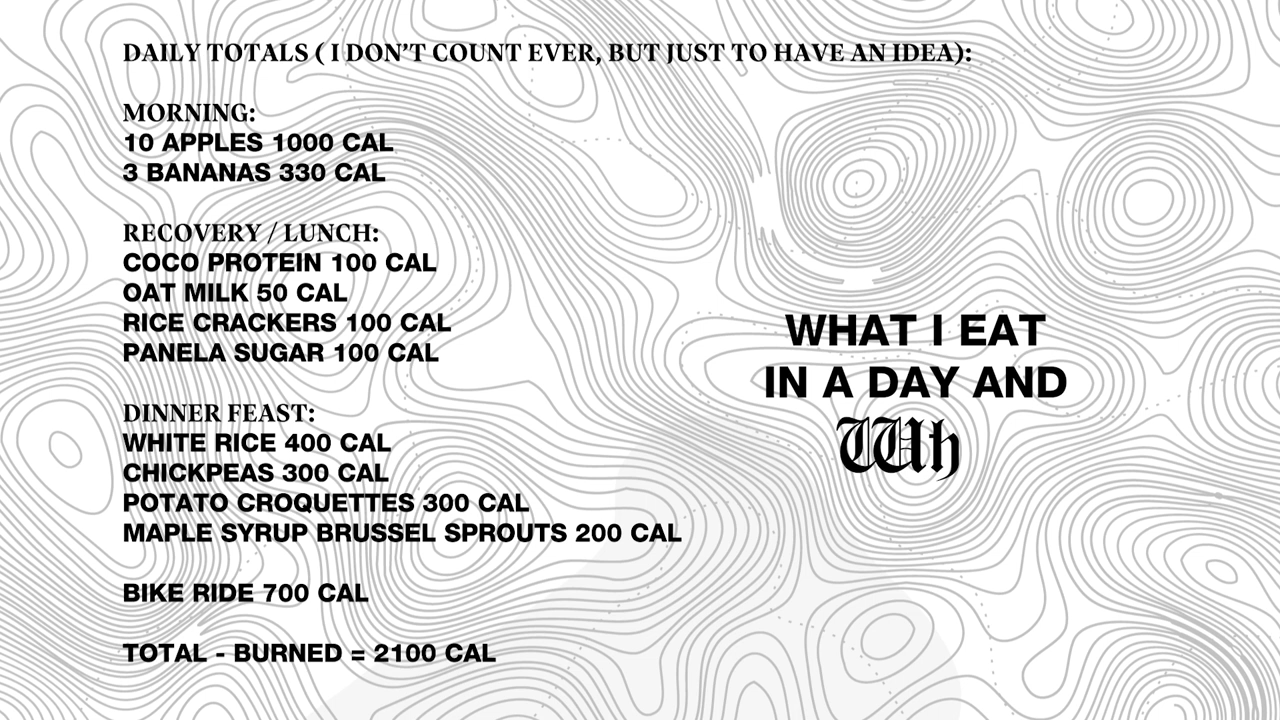 DAILY TOTALS ( I DON'T COUNT EVER, BUT JUST TO HAVE AN IDEA):
MORNING:
10 APPLES 1000 CAL
3 BANANAS 330 CAL
RECOVERY / LUNCH:
COCO PROTEIN 100 CAL
OAT MILK 50 CAL
RICE CRACKERS 100 CAL
PANELA SUGAR 100 CAL
DINNER FEAST:
WHITE RICE 400 CAL
CHICKPEAS 300 CAL
POTATO CROQUETTES 300 CAL
MAPLE SYRUP BRUSSEL SPROUTS 200 CAL
BIKE RIDE 700 CAL
TOTAL - BURNED = 2100 CAL
WHAT I EAT
IN A DAY AND
Wh